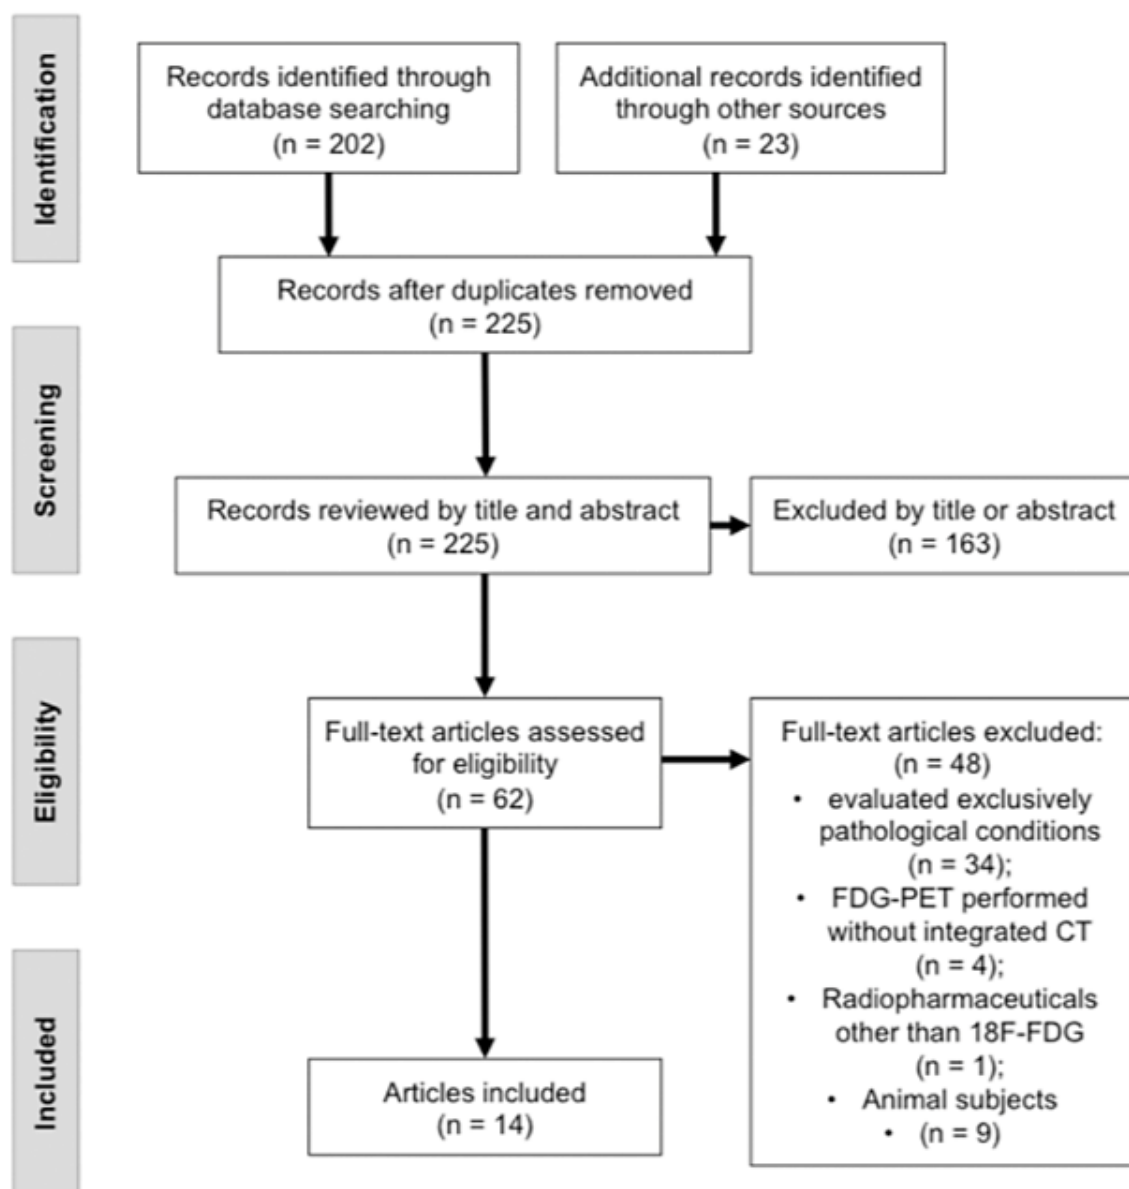 Identification
Records identified through
database searching
(n = 202)
Additional records identified
through other sources
(n = 23)
Records after duplicates removed
(n = 225)
Screening
Records reviewed by title and abstract
(n = 225)
Excluded by title or abstract
(n = 163)
Eligibility
Full-text articles assessed
for eligibility
(n = 62)
Full-text articles excluded:
(n = 48)
• evaluated exclusively
pathological conditions
(n = 34);
• FDG-PET performed
without integrated CT
(n = 4);
• Radiopharmaceuticals
other than 18F-FDG
(n = 1);
• Animal subjects
• (n = 9)
Included
Articles included
(n = 14)